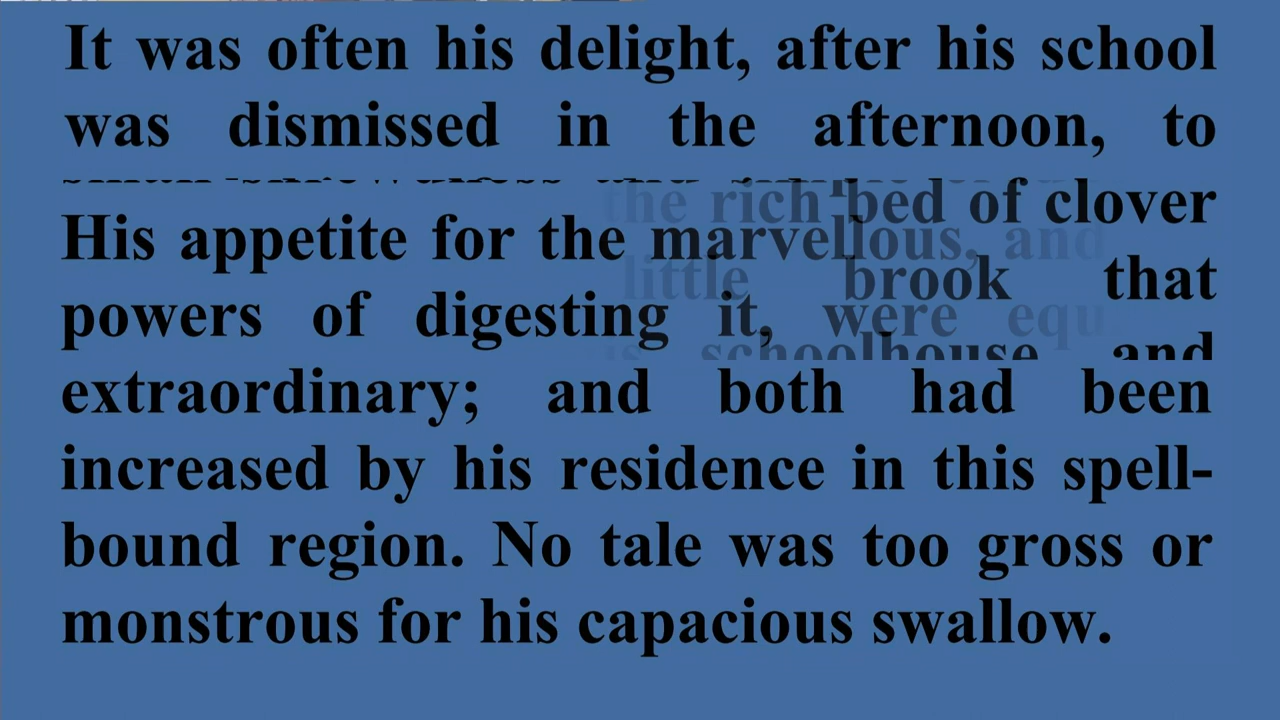 It was often his delight, after his school
was dismissed in the afternoon, to
the rich bed of clover
His appetite for the marvellous, and
little brook that
powers of digesting it, were equ
schoolhouse and
extraordinary; and both had been
increased by his residence in this spell-
bound region. No tale was too gross or
monstrous for his capacious swallow.